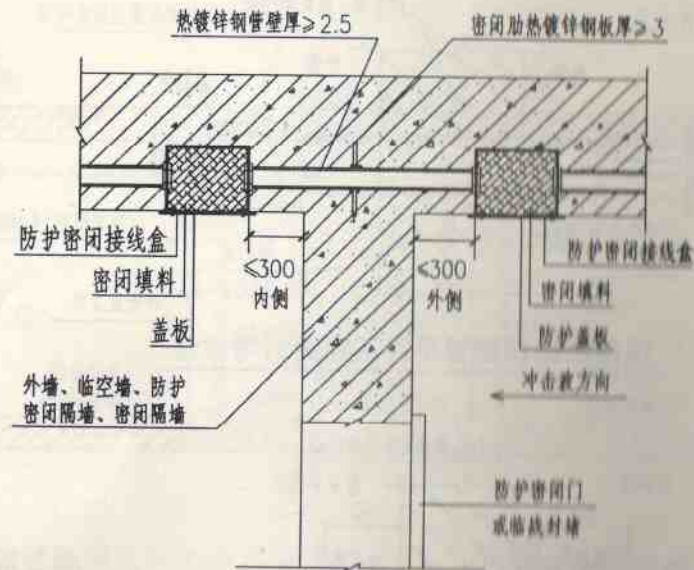 热镀锌钢管壁厚≥2.5
密闭肋热镀锌钢板厚≥3
防护密闭接线盒
密闭填料
盖板
≤300
内侧
≤300
外侧
防护密闭接线盒
密闭填料
防护盖板
冲击波方向
外墙、临空墙、防护
密闭隔墙、密闭隔墙
防护密闭门
或临战封堵